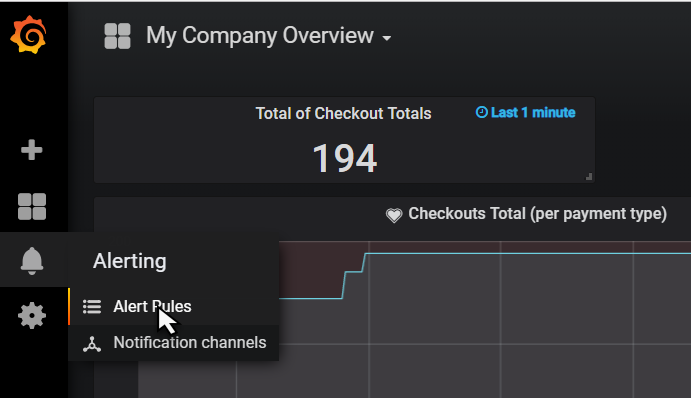 My Company Overview
Total of Checkout Totals
Last 1 minute
194
Checkouts Total (per payment type)
Alerting
Alert Rules
Notification channels